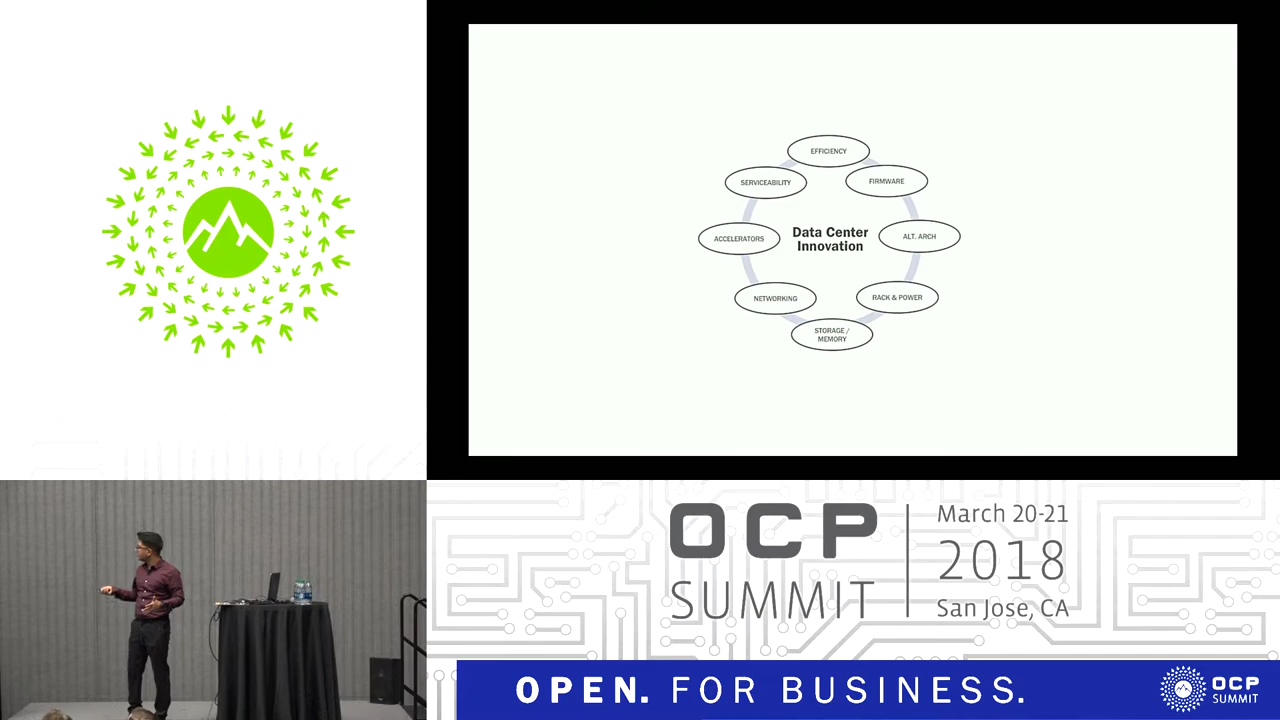 EFFICIENCY
SERVICEABILITY
FIRMWARE
ACCELERATORS
Data Center
Innovation
ALT. ARCH
NETWORKING
RACK & POWER
STORAGE /
MEMORY
OCP
SUMMIT
March 20-21
2018
San Jose, CA
OPEN. FOR BUSINESS.
OCP
SUMMIT